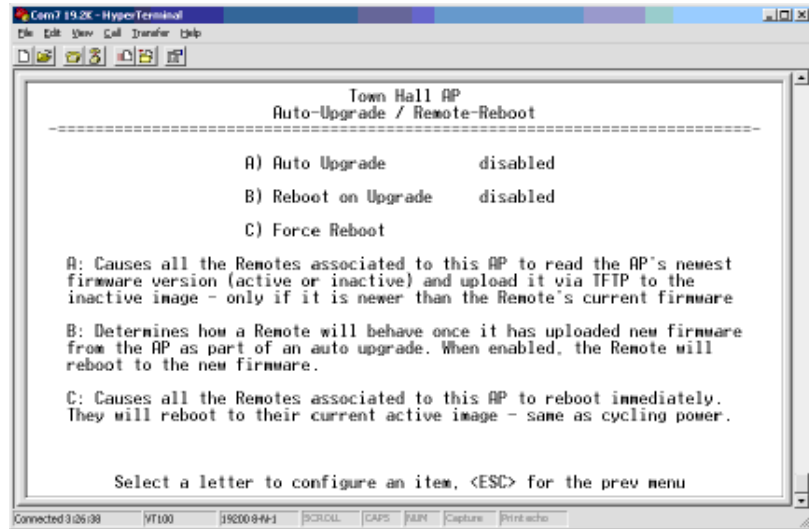 Com7 19.2K - HyperTerminal
File Edit View Call Transfer Help
Town Hall AP
Auto-Upgrade / Remote-Reboot
-==========================================================================-
A) Auto Upgrade disabled
B) Reboot on Upgrade disabled
C) Force Reboot
A: Causes all the Remotes associated to this AP to read the AP's newest
firmware version (active or inactive) and upload it via TFTP to the
inactive image - only if it is newer than the Remote's current firmware
B: Determines how a Remote will behave once it has uploaded new firmware
from the AP as part of an auto upgrade. When enabled, the Remote will
reboot to the new firmware.
C: Causes all the Remotes associated to this AP to reboot immediately.
They will reboot to their current active image - same as cycling power.
Select a letter to configure an item, <ESC> for the prev menu
Connected 3:26:38 VT100 19200 8-N-1 SCROLL CAPS NUM Capture Print echo